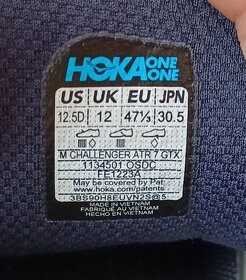 HOKA ONE ONE
US UK EU JPN
12.5D 12 47⅓ 30.5
M CHALLENGER ATR 7 GTX
1134501 OSDC
FE1223A
May be covered by Pat:
www.hoka.com/patents
MADE IN VIETNAM
FABRIQUÉ AU VIETNAM
HECHO EN VIETNAM